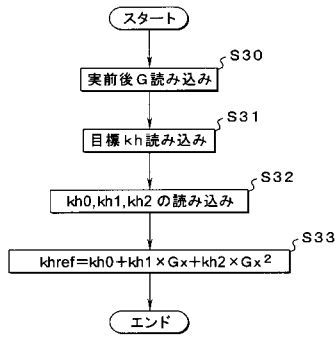 スタート
S30
実前後G読み込み
S31
目標kh読み込み
S32
kh0,kh1,kh2の読み込み
S33
khref=kh0+kh1×Gx+kh2×Gx²
エンド